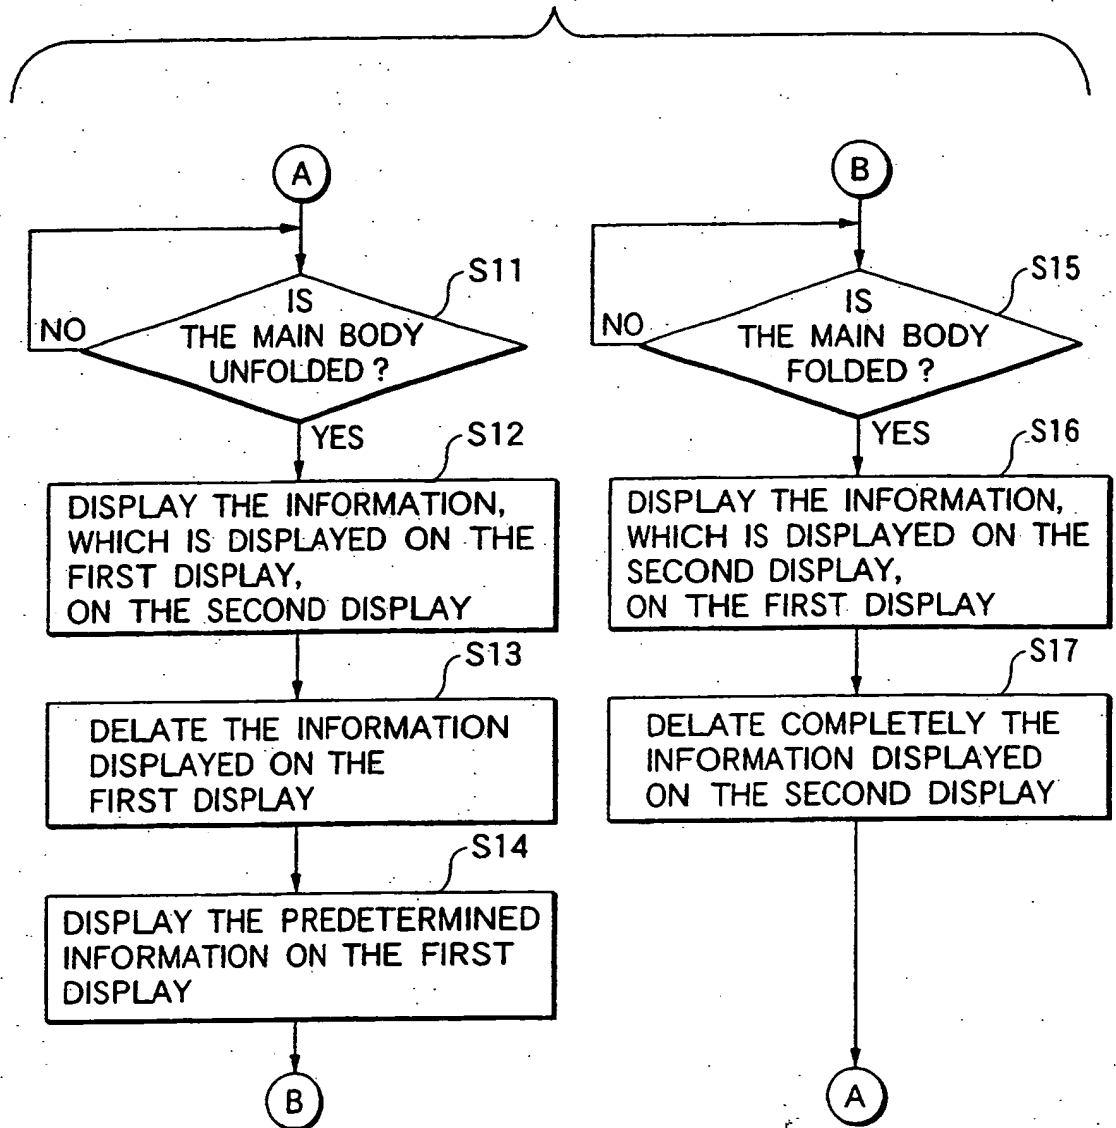 A
S11
IS
THE MAIN BODY
UNFOLDED ?
NO
YES
S12
DISPLAY THE INFORMATION,
WHICH IS DISPLAYED ON THE
FIRST DISPLAY,
ON THE SECOND DISPLAY
S13
DELATE THE INFORMATION
DISPLAYED ON THE
FIRST DISPLAY
S14
DISPLAY THE PREDETERMINED
INFORMATION ON THE FIRST
DISPLAY
B
B
S15
IS
THE MAIN BODY
FOLDED ?
NO
YES
S16
DISPLAY THE INFORMATION,
WHICH IS DISPLAYED ON THE
SECOND DISPLAY,
ON THE FIRST DISPLAY
S17
DELATE COMPLETELY THE
INFORMATION DISPLAYED
ON THE SECOND DISPLAY
A